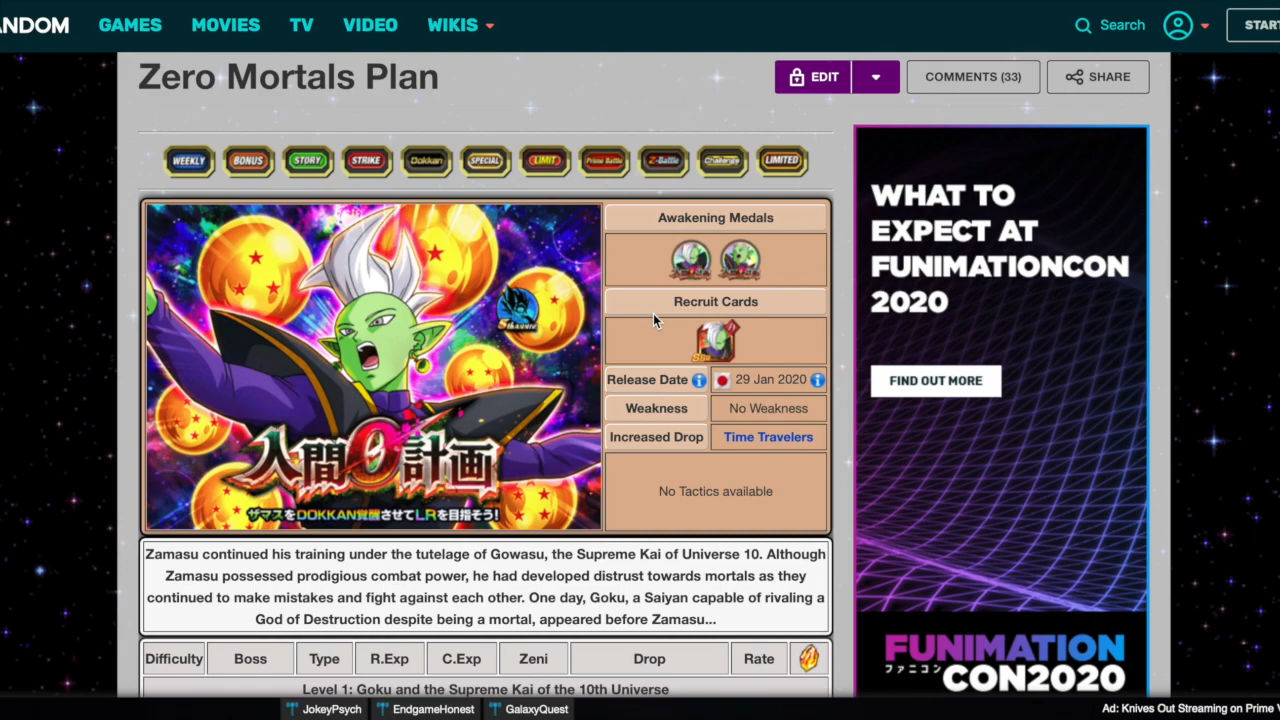 ANDOM
GAMES
MOVIES
TV
VIDEO
WIKIS
Search
START
Zero Mortals Plan
EDIT
COMMENTS (33)
SHARE
WEEKLY
BONUS
STORY
STRIKE
Dokkan
SPECIAL
LIMIT
Prime Battle
Z-Battle
Challenge
LIMITED
Awakening Medals
Recruit Cards
SSR
Release Date
29 Jan 2020
Weakness
No Weakness
Increased Drop
Time Travelers
No Tactics available
人間0計画
ザマスをDOKKAN覚醒させてLRを目指そう!
Zamasu continued his training under the tutelage of Gowasu, the Supreme Kai of Universe 10. Although
Zamasu possessed prodigious combat power, he had developed distrust towards mortals as they
continued to make mistakes and fight against each other. One day, Goku, a Saiyan capable of rivaling a
God of Destruction despite being a mortal, appeared before Zamasu...
Difficulty
Boss
Type
R.Exp
C.Exp
Zeni
Drop
Rate
Level 1: Goku and the Supreme Kai of the 10th Universe
WHAT TO
EXPECT AT
FUNIMATIONCON
2020
FIND OUT MORE
FUNIMATION
ファニコン
CON2020
JokeyPsych
EndgameHonest
GalaxyQuest
Ad: Knives Out Streaming on Prime V